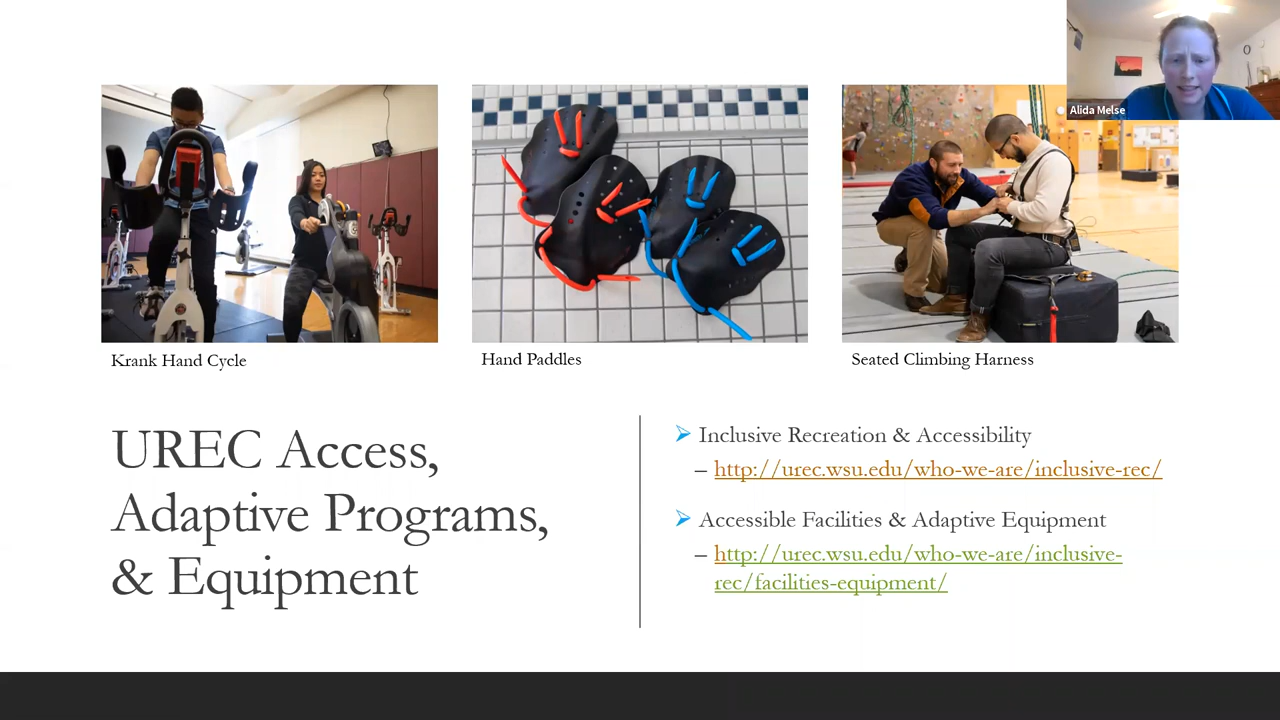 Alida Melse
Krank Hand Cycle
Hand Paddles
Seated Climbing Harness
UREC Access,
Adaptive Programs,
& Equipment
Inclusive Recreation & Accessibility
– http://urec.wsu.edu/who-we-are/inclusive-rec/
Accessible Facilities & Adaptive Equipment
– http://urec.wsu.edu/who-we-are/inclusive-
rec/facilities-equipment/